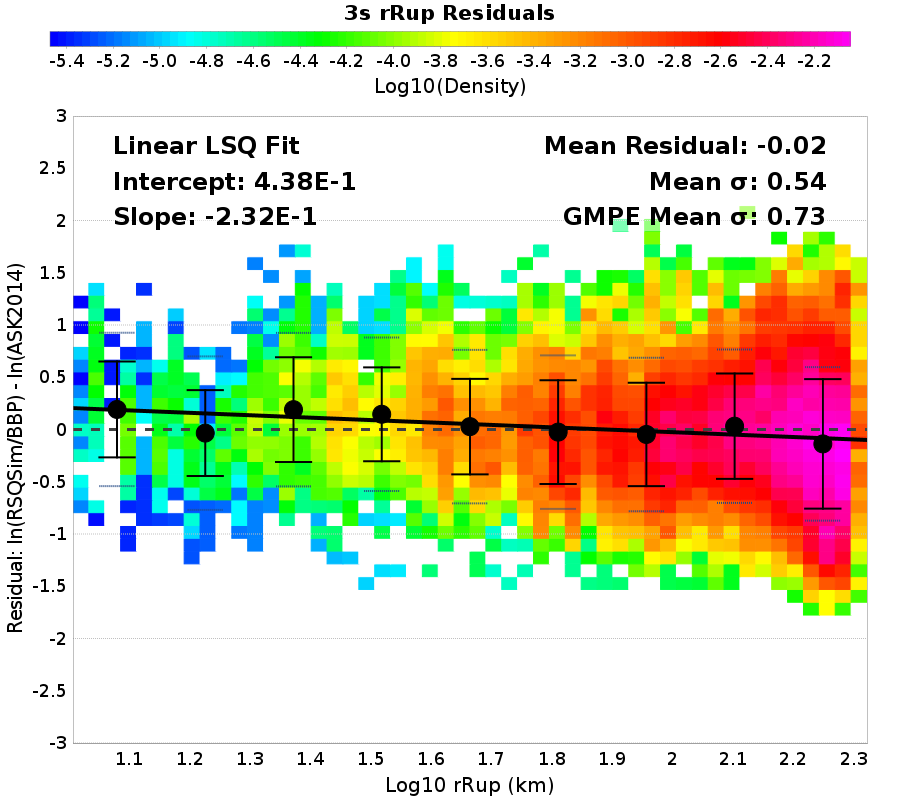 3s rRup Residuals
-5.4 -5.2 -5.0 -4.8 -4.6 -4.4 -4.2 -4.0 -3.8 -3.6 -3.4 -3.2 -3.0 -2.8 -2.6 -2.4 -2.2
Log10(Density)
Linear LSQ Fit
Intercept: 4.38E-1
Slope: -2.32E-1
Mean Residual: -0.02
Mean σ: 0.54
GMPE Mean σ: 0.73
3
2.5
2
1.5
1
0.5
0
-0.5
-1
-1.5
-2
-2.5
-3
Residual: ln(RSQSim/BBP) - ln(ASK2014)
1.1 1.2 1.3 1.4 1.5 1.6 1.7 1.8 1.9 2 2.1 2.2 2.3
Log10 rRup (km)